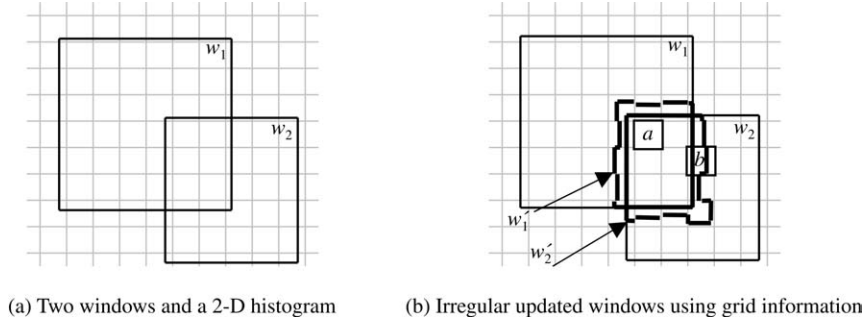 w1
w2
w1
a
w2
b
w1′
w2′
(a) Two windows and a 2-D histogram
(b) Irregular updated windows using grid information